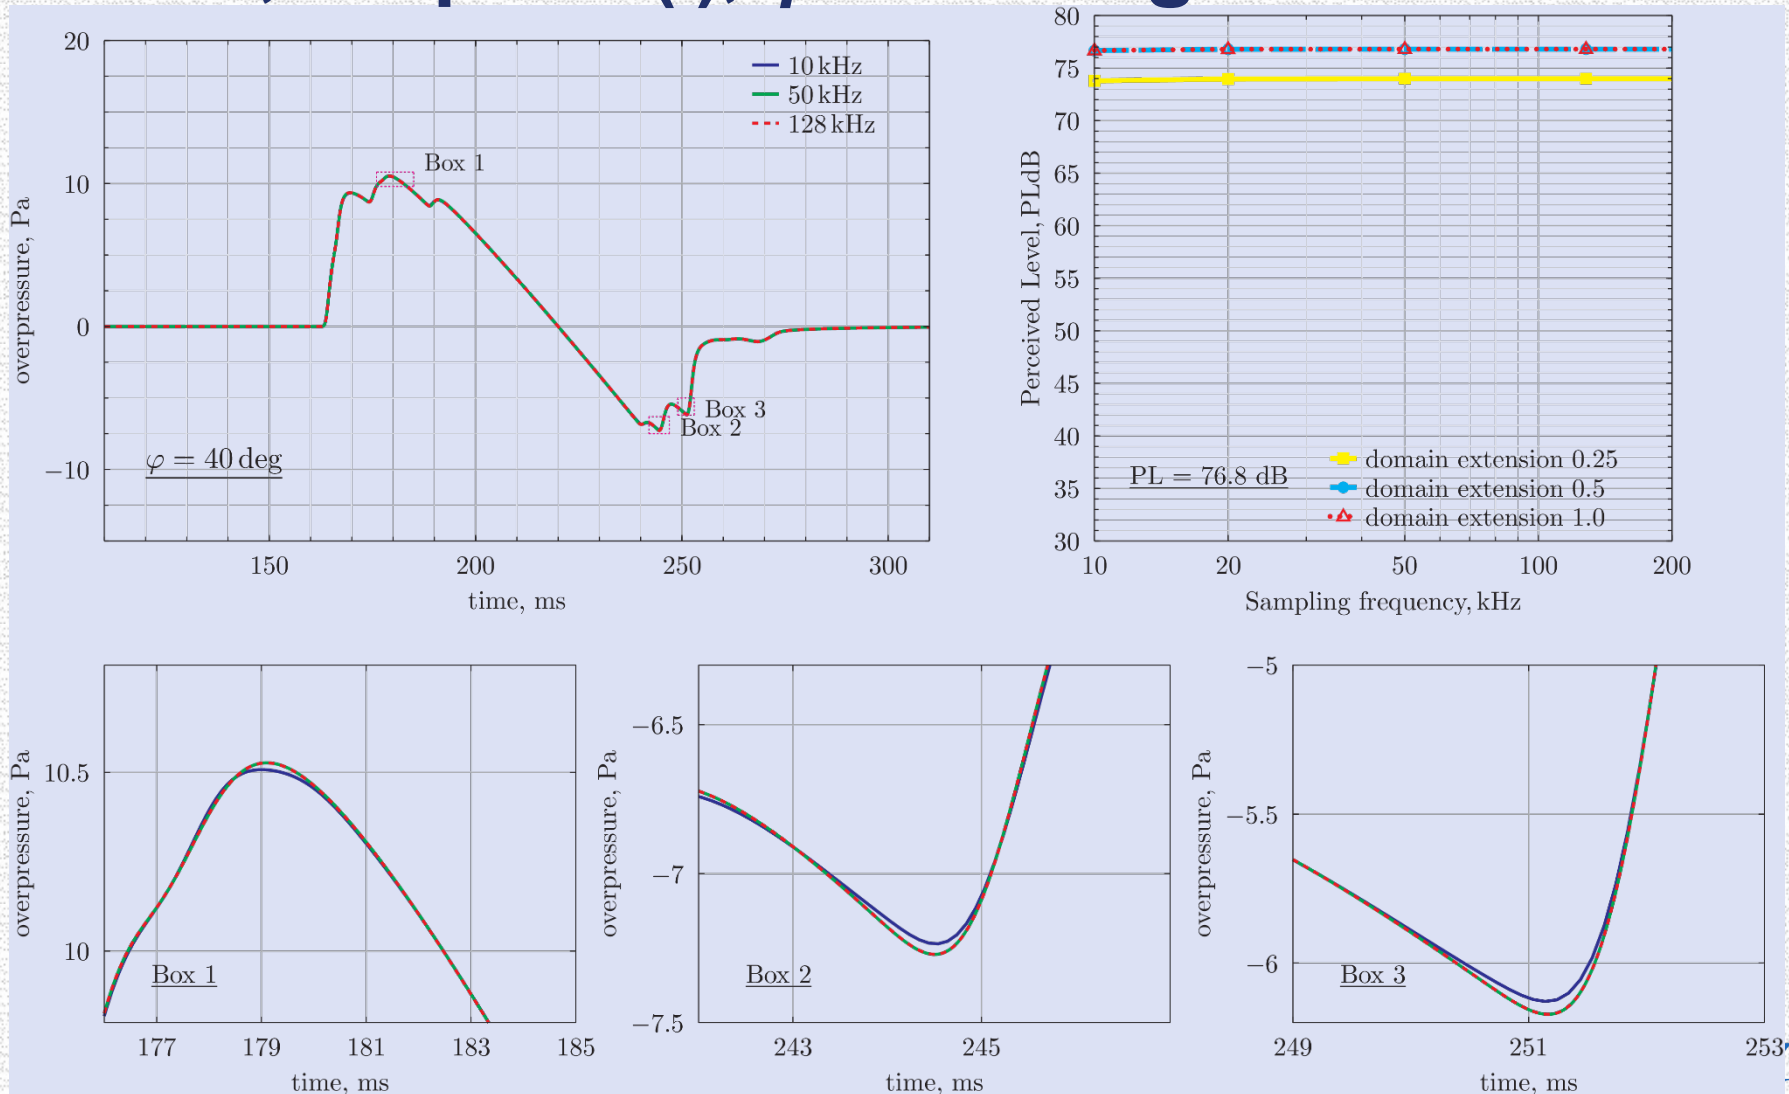 20
10
0
−10
overpressure, Pa
10 kHz
50 kHz
128 kHz
Box 1
Box 3
Box 2
φ = 40 deg
150 200 250 300
time, ms
80
75
70
65
60
55
50
45
40
35
30
Perceived Level, PLdB
PL = 76.8 dB
domain extension 0.25
domain extension 0.5
domain extension 1.0
10 20 50 100 200
Sampling frequency, kHz
10.5
10
overpressure, Pa
Box 1
177 179 181 183 185
time, ms
−6.5
−7
−7.5
overpressure, Pa
Box 2
243 245
time, ms
−5
−5.5
−6
overpressure, Pa
Box 3
249 251 253
time, ms